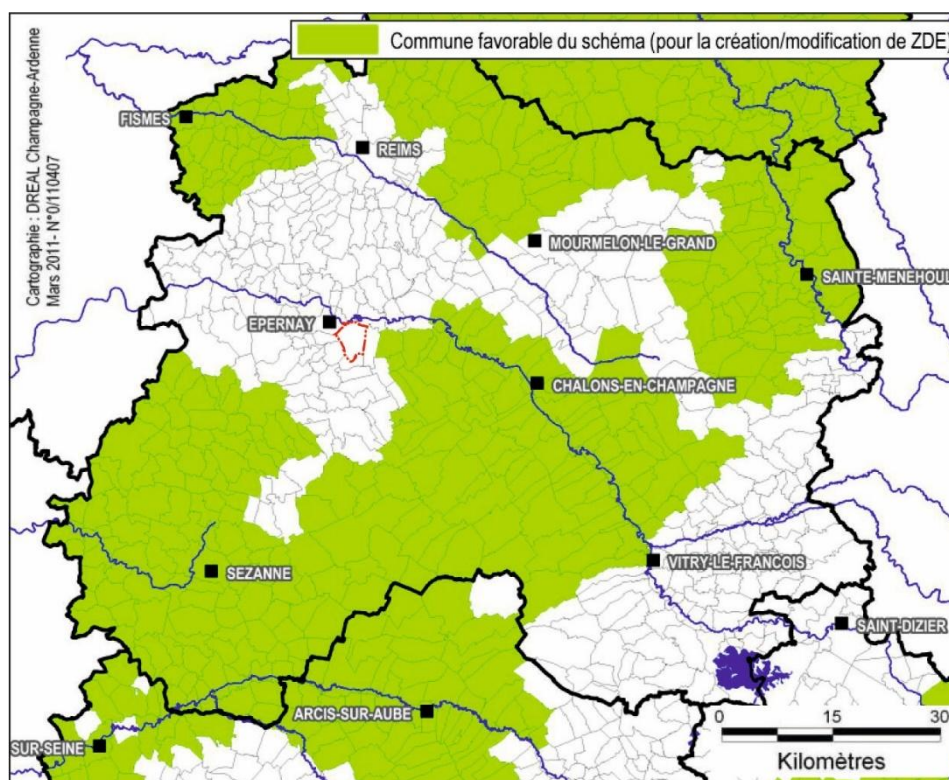 Commune favorable du schéma (pour la création/modification de ZDE)
Cartographie : DREAL Champagne-Ardenne
Mars 2011- N°0/110407
FISMES
REIMS
MOURMELON-LE-GRAND
SAINTE-MENEHOUL
EPERNAY
CHALONS-EN-CHAMPAGNE
VITRY-LE-FRANCOIS
SEZANNE
SAINT-DIZIER
ARCIS-SUR-AUBE
SUR-SEINE
0 15 30
Kilomètres